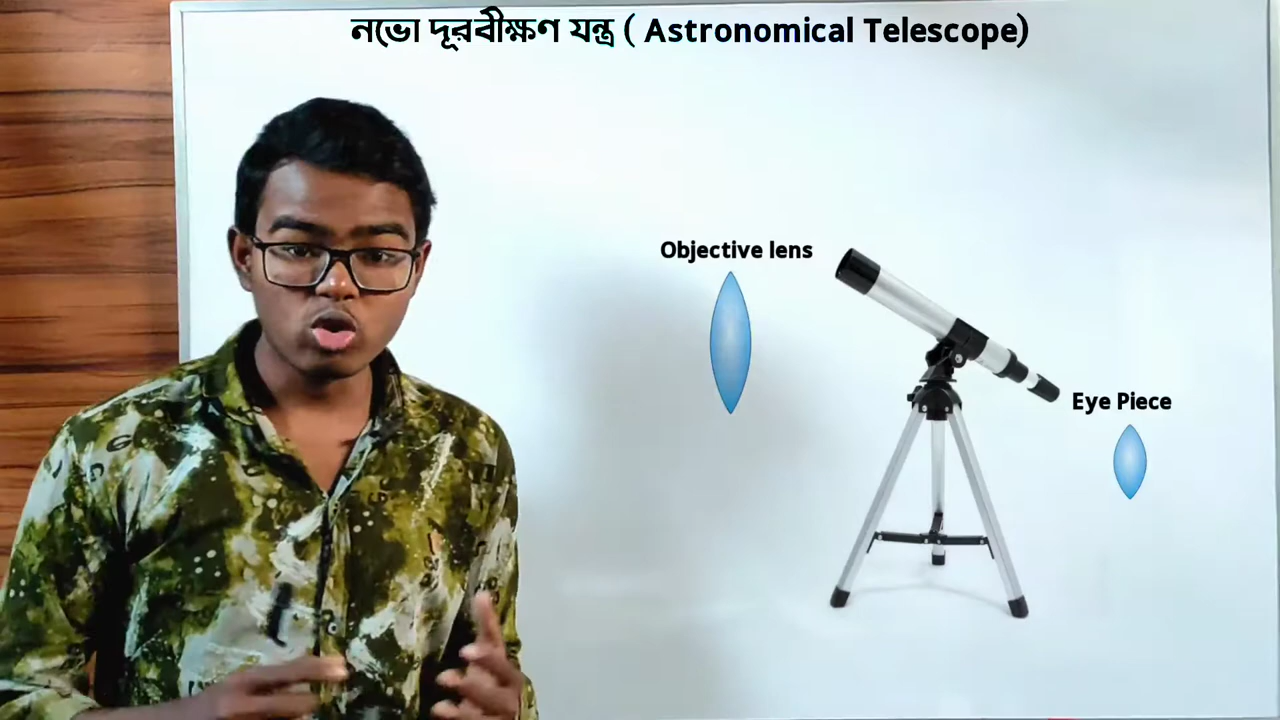 নভো দূরবীক্ষণ যন্ত্র ( Astronomical Telescope)
Objective lens
Eye Piece